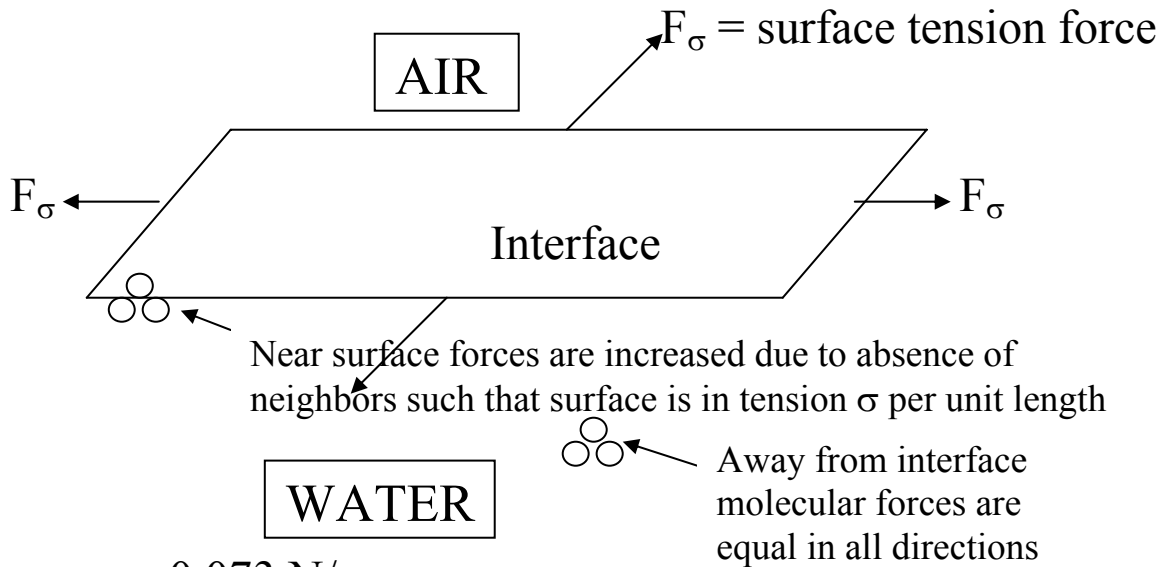 Fσ = surface tension force
AIR
Fσ
Fσ
Interface
Near surface forces are increased due to absence of
neighbors such that surface is in tension σ per unit length
Away from interface
molecular forces are
equal in all directions
WATER